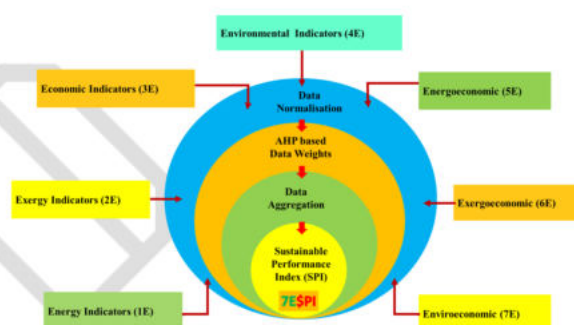 Environmental Indicators (4E)
Economic Indicators (3E)
Energoeconomic (5E)
Data
Normalisation
AHP based
Data Weights
Exergy Indicators (2E)
Data
Aggregation
Exergoeconomic (6E)
Sustainable
Performance
Index (SPI)
7E$PI
Energy Indicators (1E)
Enviroeconomic (7E)